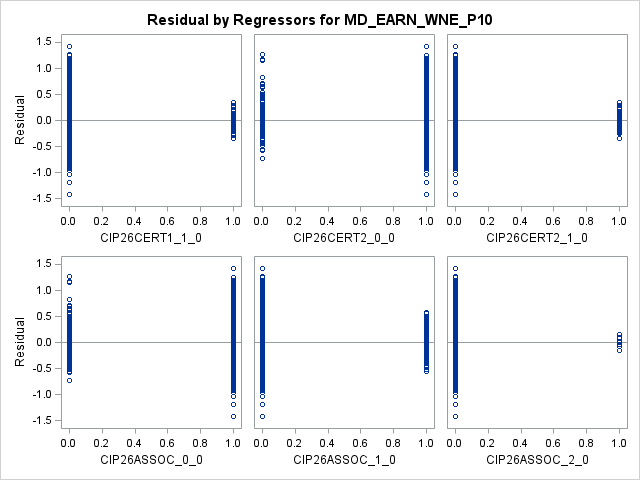 Residual by Regressors for MD_EARN_WNE_P10
1.5
1.0
0.5
0.0
-0.5
-1.0
-1.5
Residual
0.0 0.2 0.4 0.6 0.8 1.0 0.0 0.2 0.4 0.6 0.8 1.0 0.0 0.2 0.4 0.6 0.8 1.0
CIP26CERT1_1_0 CIP26CERT2_0_0 CIP26CERT2_1_0
1.5
1.0
0.5
0.0
-0.5
-1.0
-1.5
Residual
0.0 0.2 0.4 0.6 0.8 1.0 0.0 0.2 0.4 0.6 0.8 1.0 0.0 0.2 0.4 0.6 0.8 1.0
CIP26ASSOC_0_0 CIP26ASSOC_1_0 CIP26ASSOC_2_0